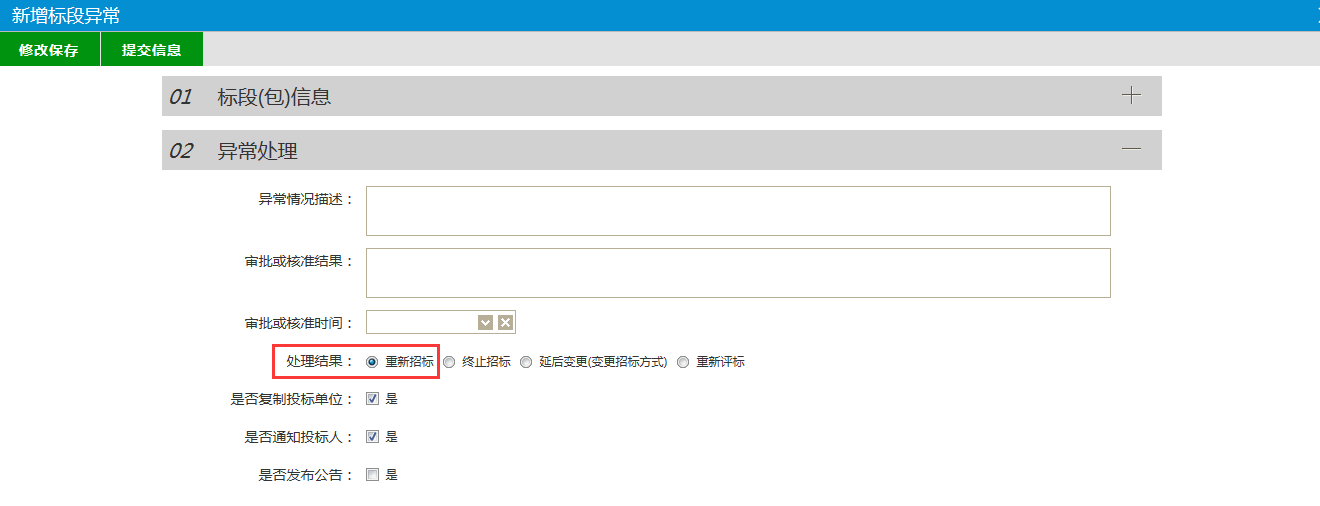 新增标段异常
修改保存 提交信息
01 标段(包)信息
02 异常处理
异常情况描述：
审批或核准结果：
审批或核准时间：
处理结果： 重新招标 终止招标 延后变更(变更招标方式) 重新评标
是否复制投标单位： 是
是否通知投标人： 是
是否发布公告： 是